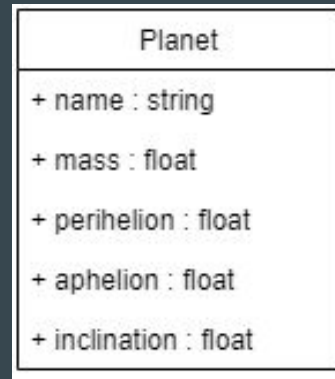 Planet
+ name : string
+ mass : float
+ perihelion : float
+ aphelion : float
+ inclination : float